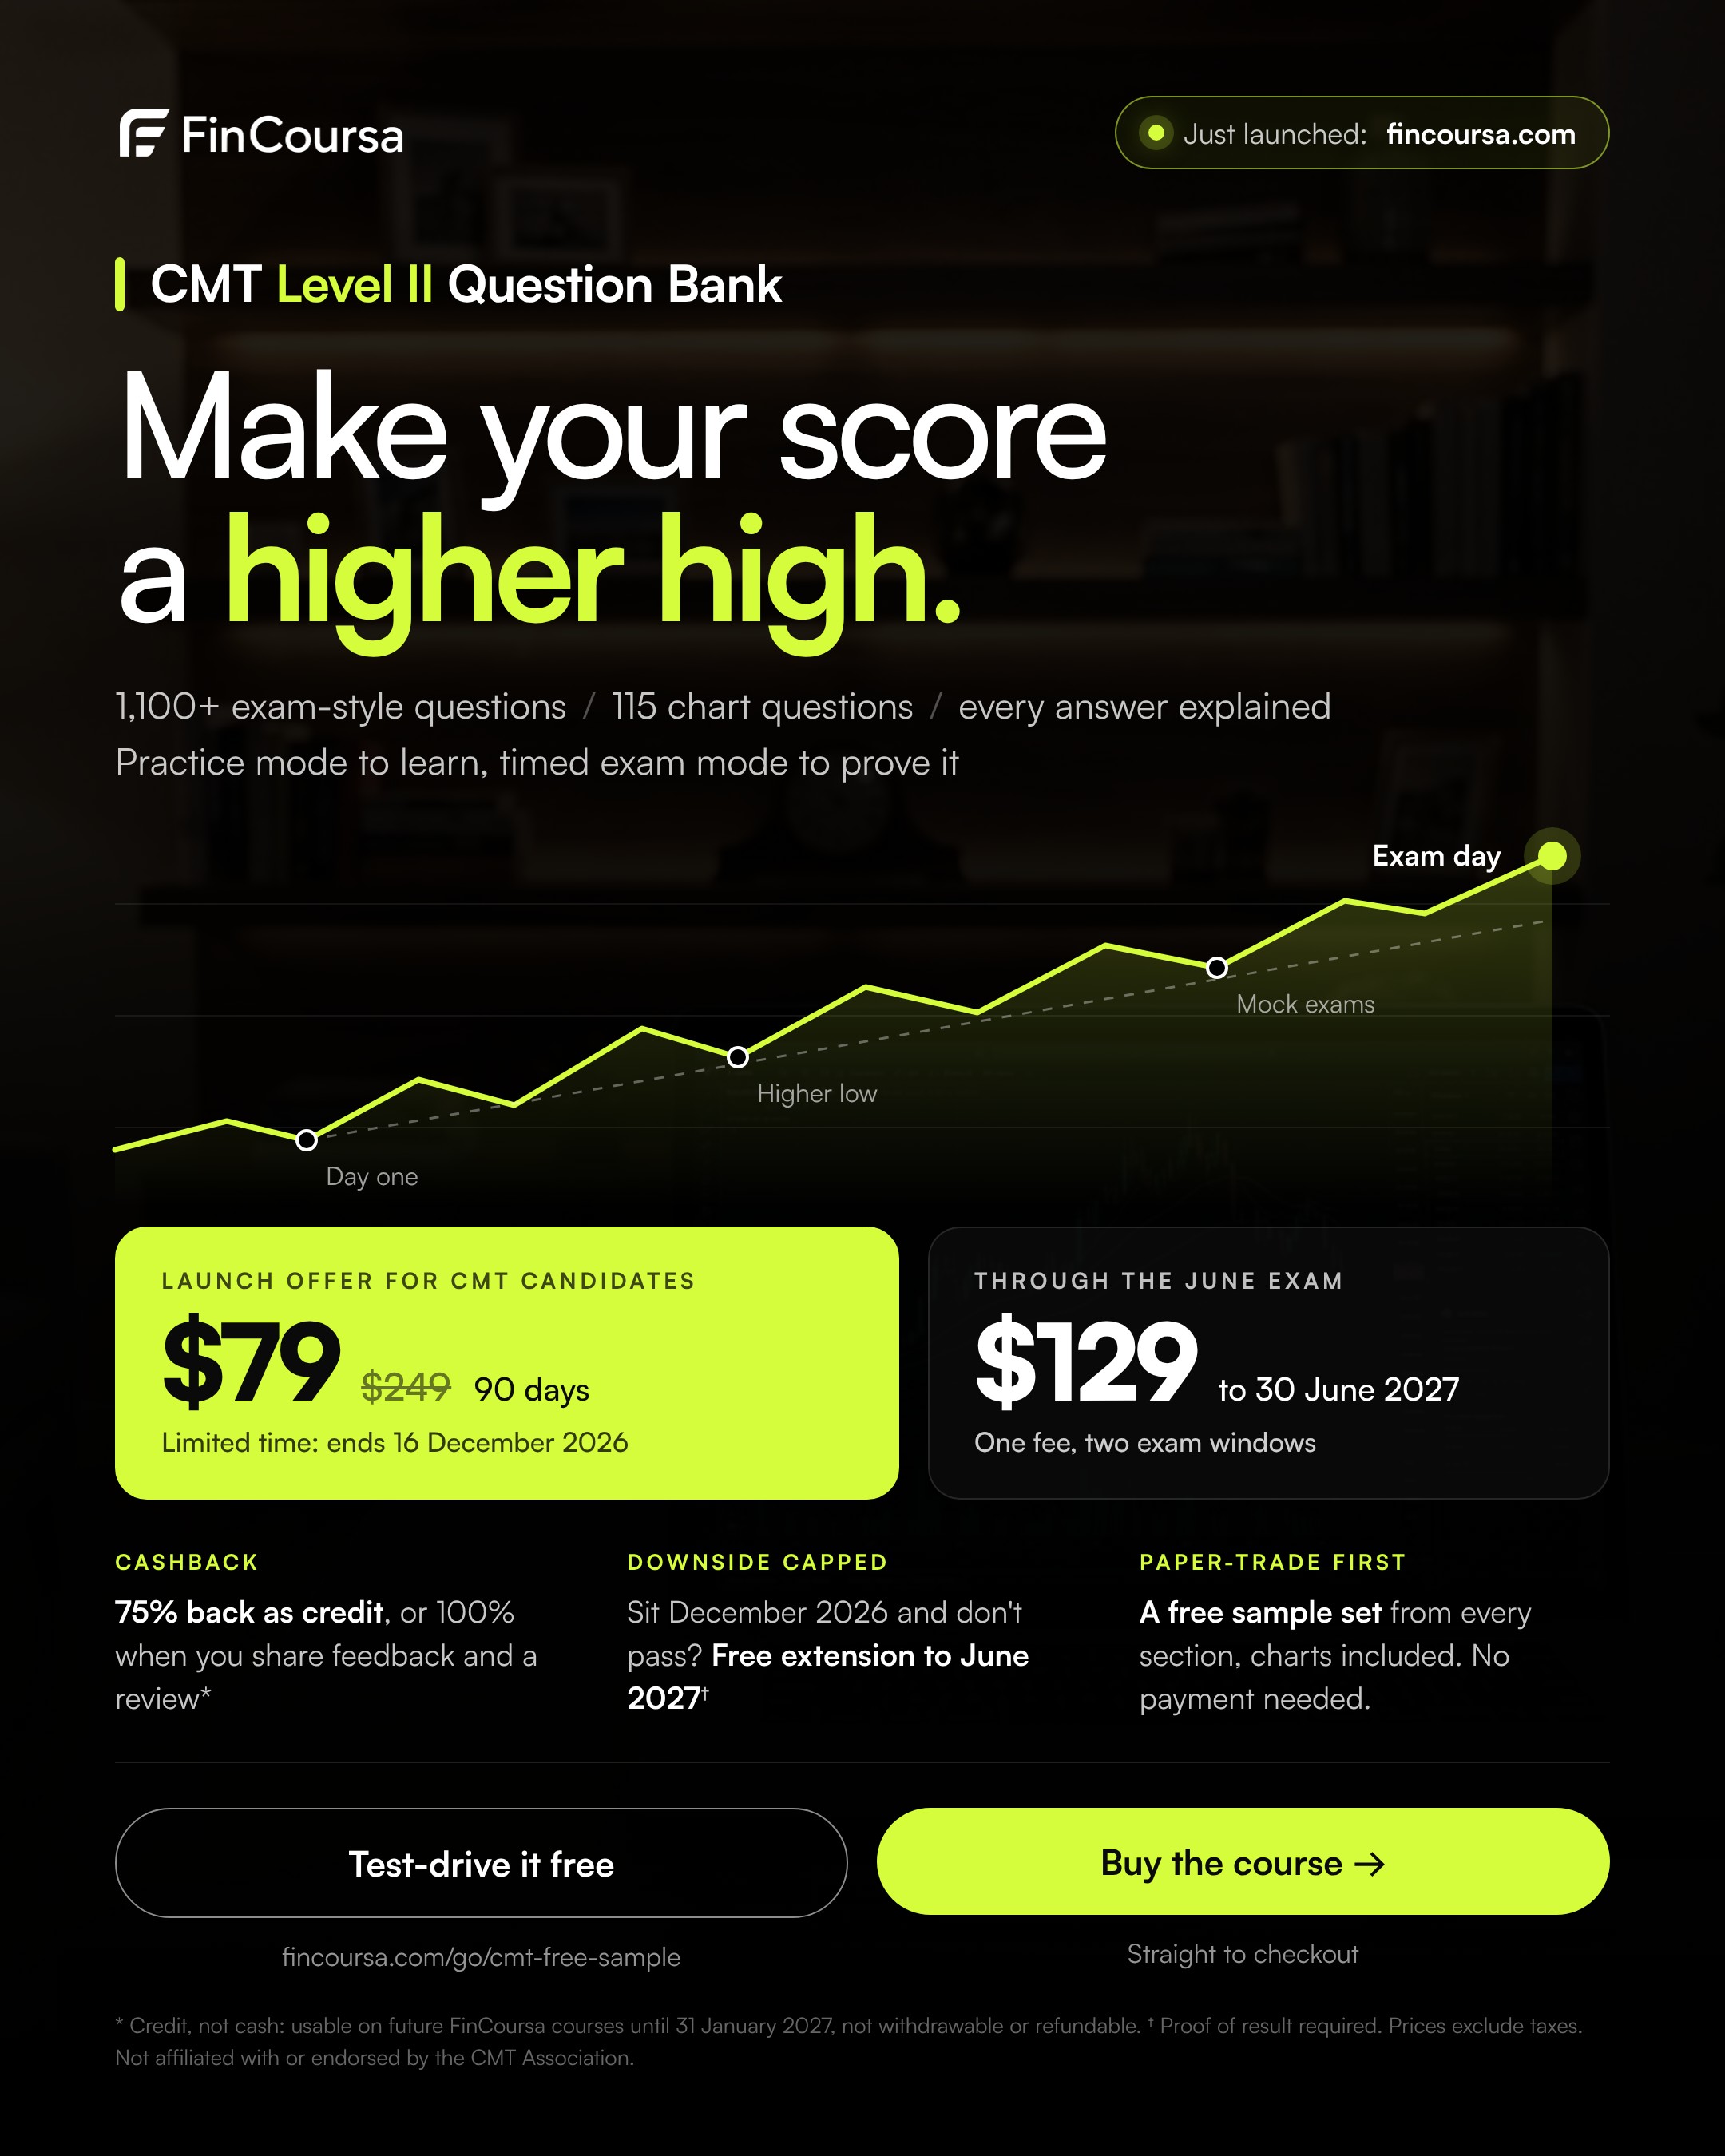 FinCoursa
Just launched: fincoursa.com
CMT Level II Question Bank
Make your score
a higher high.
1,100+ exam-style questions / 115 chart questions / every answer explained
Practice mode to learn, timed exam mode to prove it
Exam day
Mock exams
Higher low
Day one
LAUNCH OFFER FOR CMT CANDIDATES
$79 $249 90 days
Limited time: ends 16 December 2026
THROUGH THE JUNE EXAM
$129 to 30 June 2027
One fee, two exam windows
CASHBACK
75% back as credit, or 100%
when you share feedback and a
review*
DOWNSIDE CAPPED
Sit December 2026 and don't
pass? Free extension to June
2027†
PAPER-TRADE FIRST
A free sample set from every
section, charts included. No
payment needed.
Test-drive it free
fincoursa.com/go/cmt-free-sample
Buy the course →
Straight to checkout
* Credit, not cash: usable on future FinCoursa courses until 31 January 2027, not withdrawable or refundable. † Proof of result required. Prices exclude taxes.
Not affiliated with or endorsed by the CMT Association.